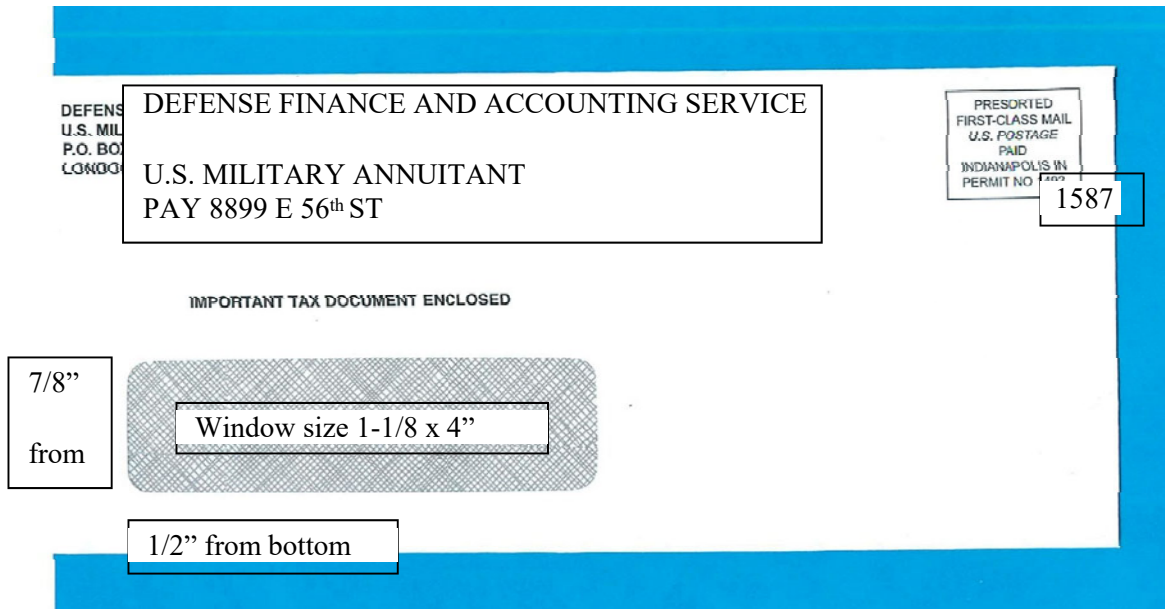 DEFENS
U.S. MIL
P.O. BOX
LONDO
DEFENSE FINANCE AND ACCOUNTING SERVICE
U.S. MILITARY ANNUITANT
PAY 8899 E 56th ST
PRESORTED
FIRST-CLASS MAIL
U.S. POSTAGE
PAID
INDIANAPOLIS IN
PERMIT NO
1587
IMPORTANT TAX DOCUMENT ENCLOSED
7/8”
from
Window size 1-1/8 x 4”
1/2” from bottom